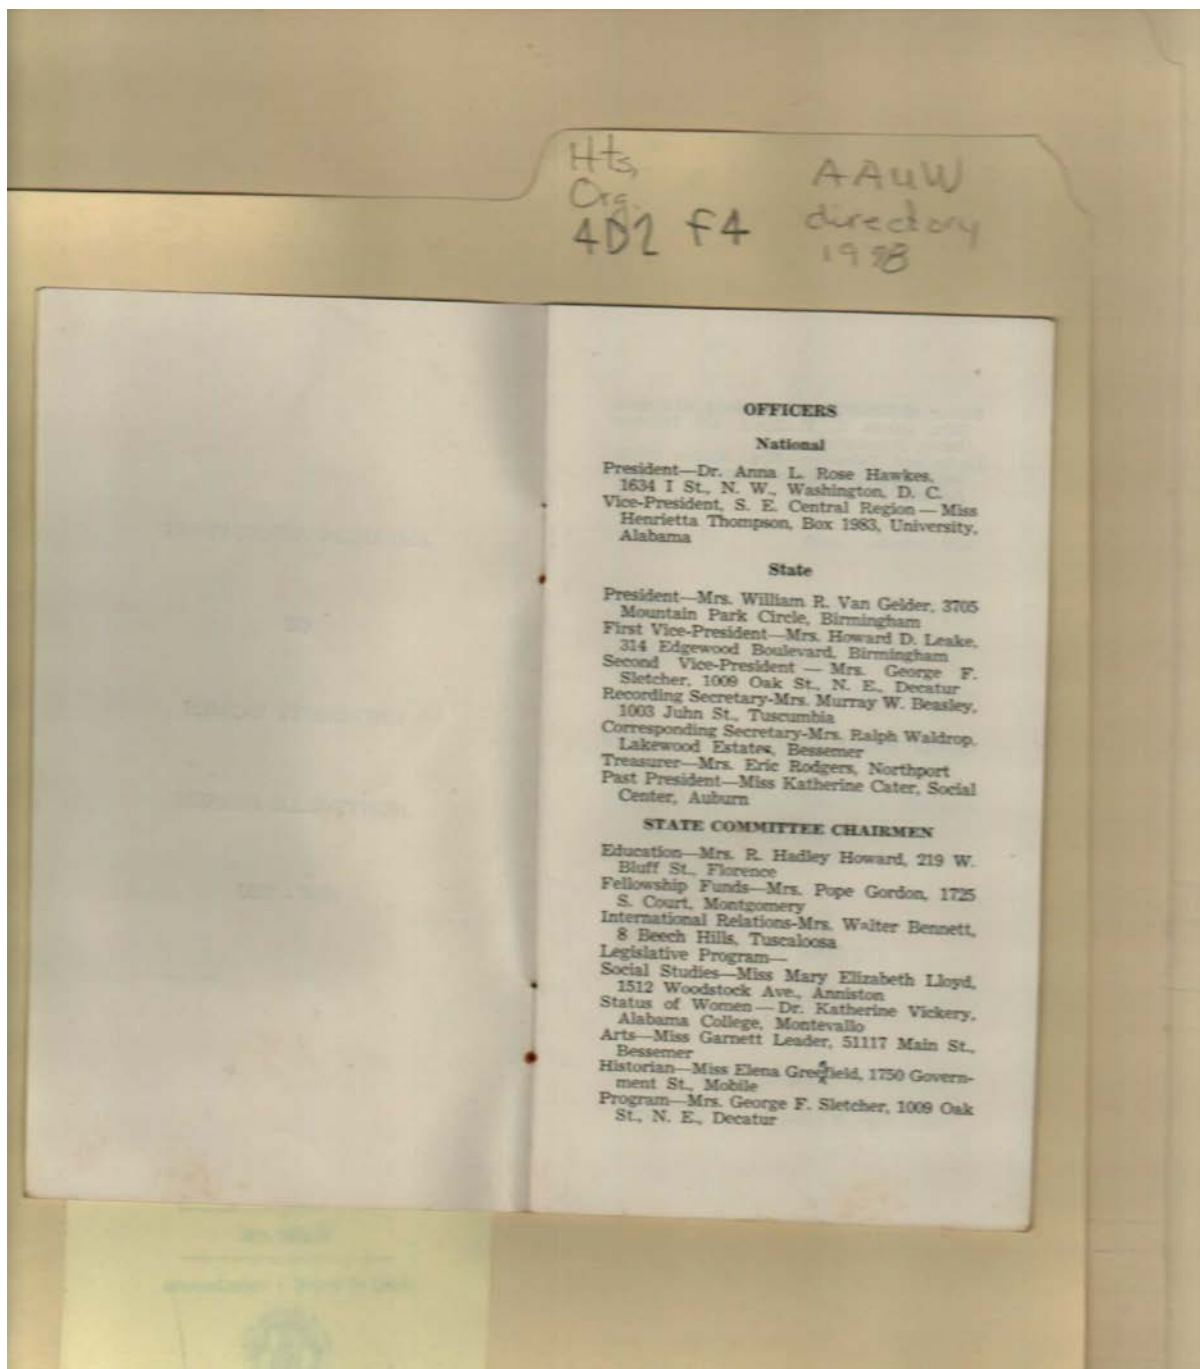 Hts,
Org.
4D2 F4
AAUW
directory
OFFICERS
National
President—Dr. Anna L. Rose Hawkes,
1634 I St., N. W., Washington, D. C.
Vice-President, S. E. Central Region — Miss
Henrietta Thompson, Box 1983, University,
Alabama
State
President—Mrs. William R. Van Gelder, 3705
Mountain Park Circle, Birmingham
First Vice-President—Mrs. Howard D. Leake,
314 Edgewood Boulevard, Birmingham
Second Vice-President — Mrs. George F.
Sletcher, 1009 Oak St., N. E., Decatur
Recording Secretary-Mrs. Murray W. Beasley,
1003 Juhn St., Tuscumbia
Corresponding Secretary-Mrs. Ralph Waldrop,
Lakewood Estates, Bessemer
Treasurer—Mrs. Eric Rodgers, Northport
Past President—Miss Katherine Cater, Social
Center, Auburn
STATE COMMITTEE CHAIRMEN
Education—Mrs. R. Hadley Howard, 219 W.
Bluff St., Florence
Fellowship Funds—Mrs. Pope Gordon, 1725
S. Court, Montgomery
International Relations-Mrs. Walter Bennett,
8 Beech Hills, Tuscaloosa
Legislative Program—
Social Studies—Miss Mary Elizabeth Lloyd,
1512 Woodstock Ave., Anniston
Status of Women — Dr. Katherine Vickery,
Alabama College, Montevallo
Arts—Miss Garnett Leader, 51117 Main St.,
Bessemer
Historian—Miss Elena 1750 Govern-
ment St., Mobile
Program—Mrs. George F. Sletcher, 1009 Oak
St., N. E., Decatur